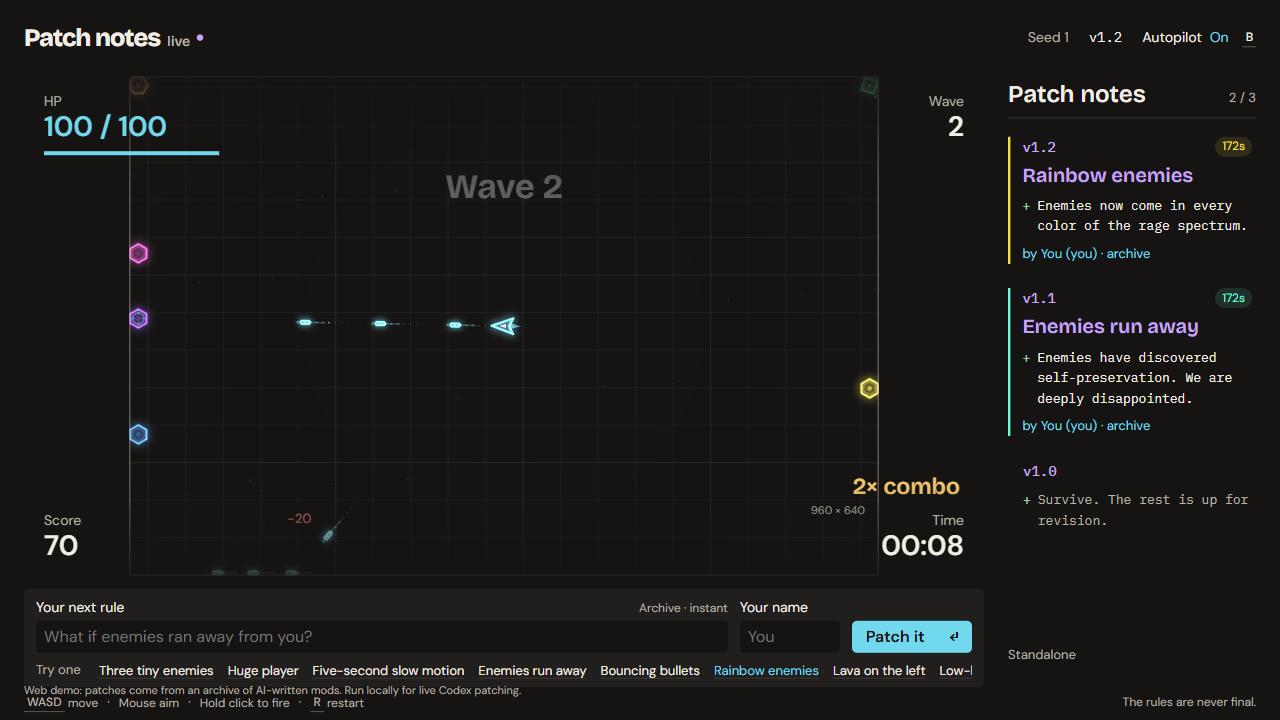 Patch notes live
Seed 1 v1.2 Autopilot On B
HP
100 / 100
Wave
2
Wave 2
2× combo
960 × 640
-20
Score
70
Time
00:08
Patch notes 2 / 3
v1.2 172s
Rainbow enemies
+ Enemies now come in every
color of the rage spectrum.
by You (you) · archive
v1.1 172s
Enemies run away
+ Enemies have discovered
self-preservation. We are
deeply disappointed.
by You (you) · archive
v1.0
+ Survive. The rest is up for
revision.
Standalone
Your next rule Archive · instant Your name
What if enemies ran away from you? You Patch it ↵
Try one Three tiny enemies Huge player Five-second slow motion Enemies run away Bouncing bullets Rainbow enemies Lava on the left Low-
Web demo: patches come from an archive of AI-written mods. Run locally for live Codex patching.
WASD move · Mouse aim · Hold click to fire · R restart
The rules are never final.